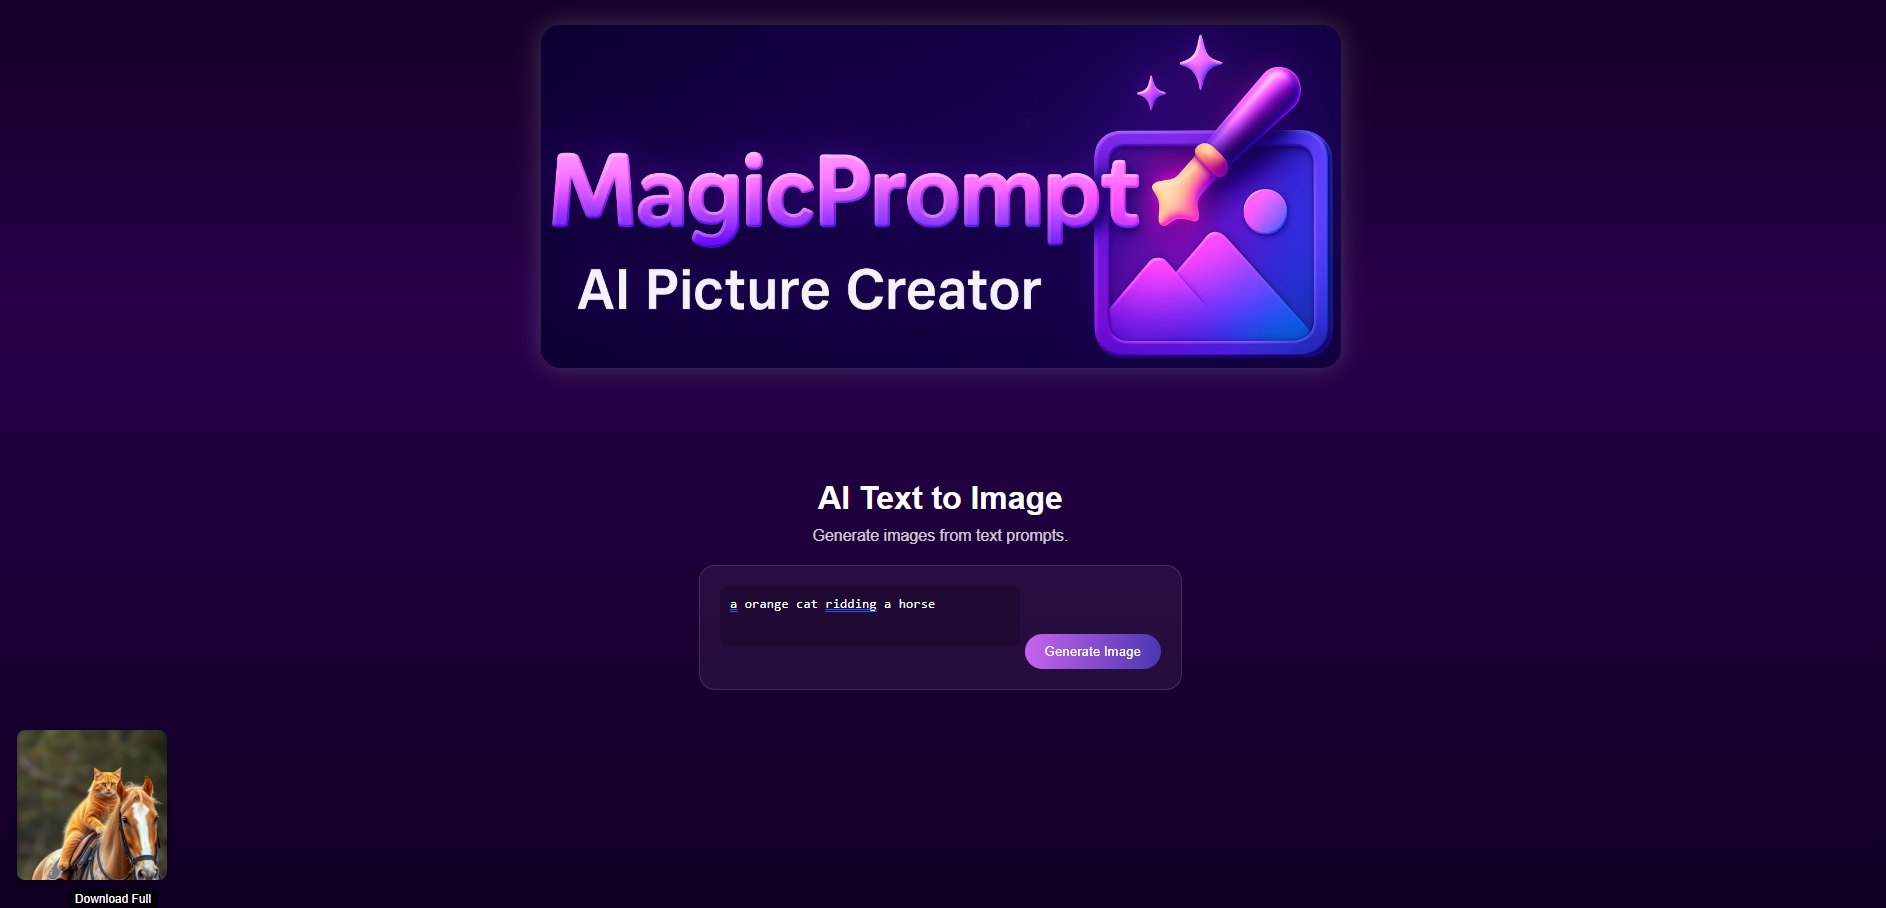 MagicPrompt
AI Picture Creator
AI Text to Image
Generate images from text prompts.
a orange cat ridding a horse
Generate Image
Download Full